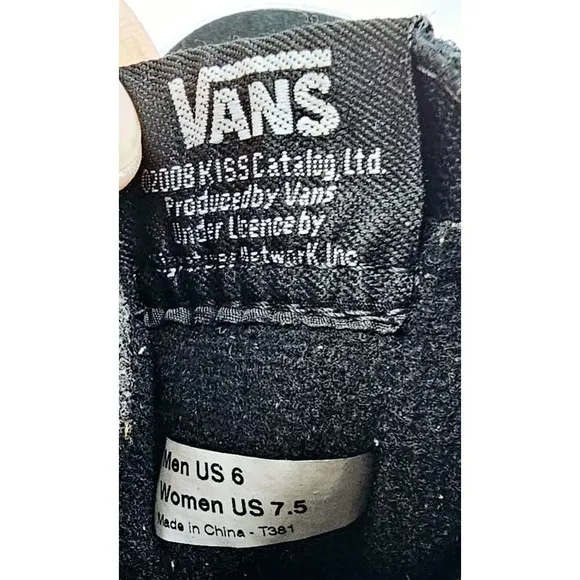 VANS
©2008 KISS Catalog, Ltd.
Produced by Vans
Under Licence by
Network, Inc.
Men US 6
Women US 7.5
Made in China - T381